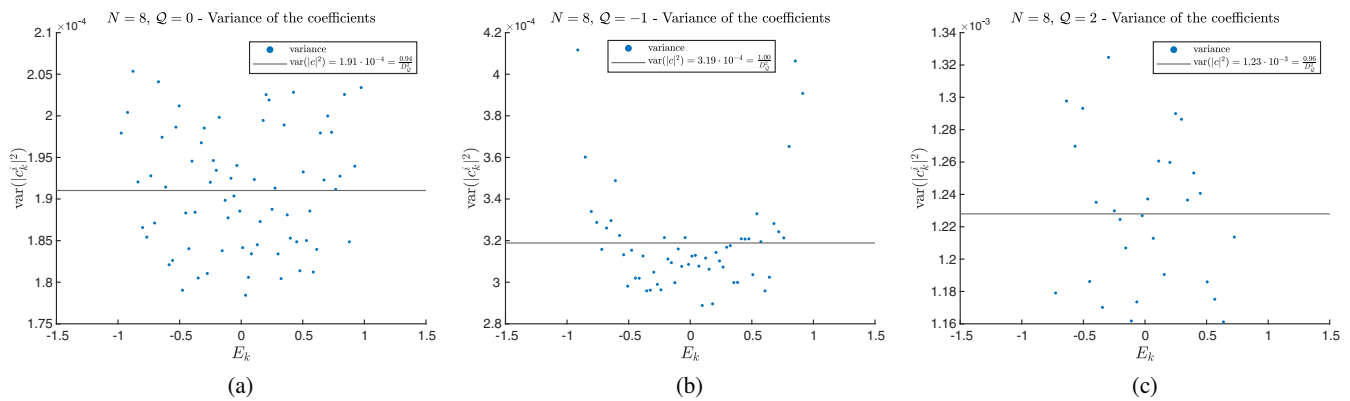 N = 8, 𝒬 = 0 - Variance of the coefficients
×10⁻⁴
2.1
2.05
2
1.95
1.9
1.85
1.8
1.75
var(|c_k^i|²)
variance
var(|c|²) = 1.91 · 10⁻⁴ = 0.94/D_𝒬^2
-1.5 -1 -0.5 0 0.5 1 1.5
E_k
(a)
N = 8, 𝒬 = −1 - Variance of the coefficients
×10⁻⁴
4.2
4
3.8
3.6
3.4
3.2
3
2.8
var(|c_k^i|²)
variance
var(|c|²) = 3.19 · 10⁻⁴ = 1.00/D_𝒬^2
-1.5 -1 -0.5 0 0.5 1 1.5
E_k
(b)
N = 8, 𝒬 = 2 - Variance of the coefficients
×10⁻³
1.34
1.32
1.3
1.28
1.26
1.24
1.22
1.2
1.18
1.16
var(|c_k^i|²)
variance
var(|c|²) = 1.23 · 10⁻³ = 0.96/D_𝒬^2
-1.5 -1 -0.5 0 0.5 1 1.5
E_k
(c)